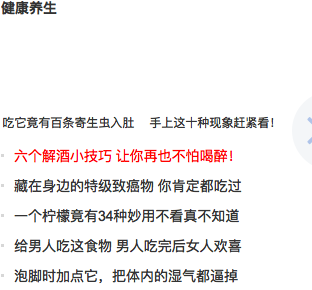 健康养生
吃它竟有百条寄生虫入肚 手上这十种现象赶紧看！
六个解酒小技巧 让你再也不怕喝醉！
藏在身边的特级致癌物 你肯定都吃过
一个柠檬竟有34种妙用不看真不知道
给男人吃这食物 男人吃完后女人欢喜
泡脚时加点它，把体内的湿气都逼掉